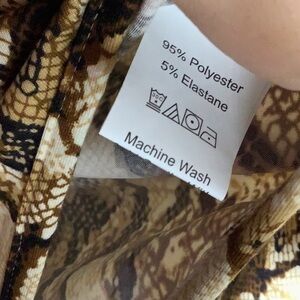 95% Polyester
5% Elastane
Machine Wash